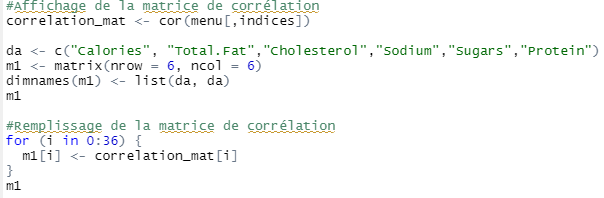 #Affichage de la matrice de corrélation
correlation_mat <- cor(menu[,indices])
da <- c("Calories", "Total.Fat","Cholesterol","Sodium","Sugars","Protein")
m1 <- matrix(nrow = 6, ncol = 6)
dimnames(m1) <- list(da, da)
m1
#Remplissage de la matrice de corrélation
for (i in 0:36) {
  m1[i] <- correlation_mat[i]
}
m1